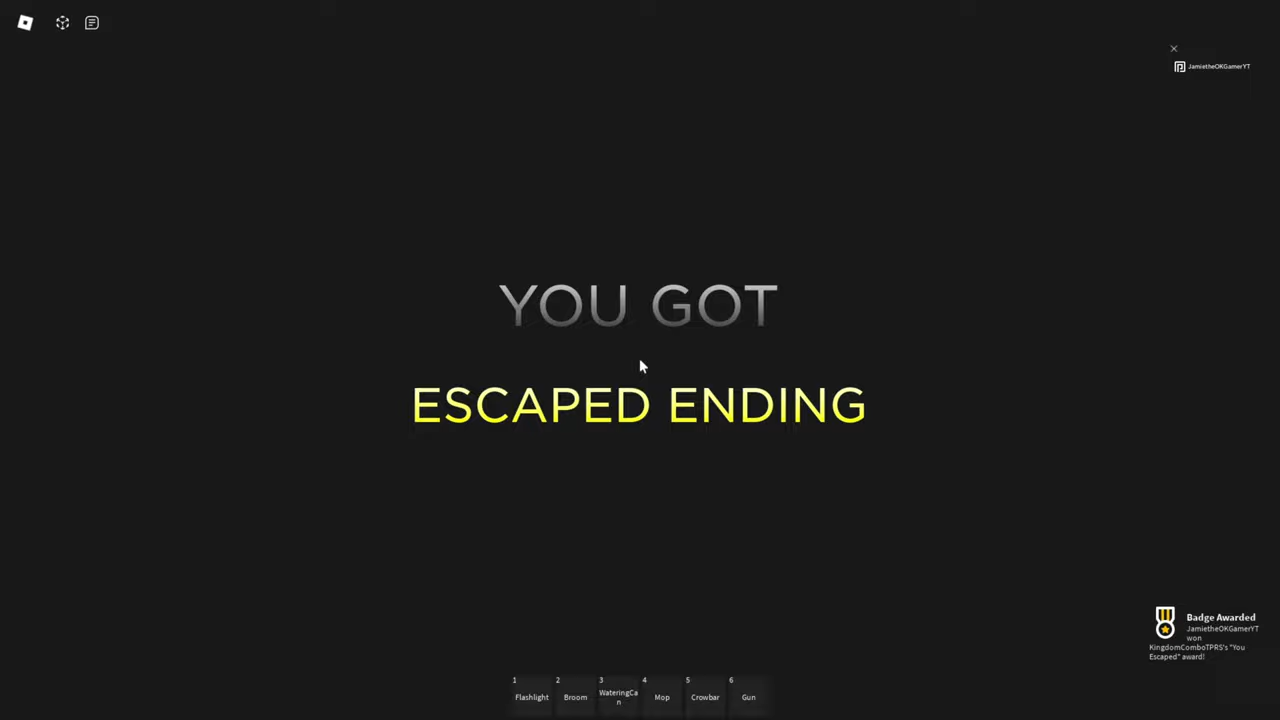 JamietheOKGamerYT
YOU GOT
ESCAPED ENDING
Badge Awarded
JamietheOKGamerYT
won
KingdomComboTPRS's "You
Escaped" award!
1
Flashlight
2
Broom
3
WateringCa
n
4
Mop
5
Crowbar
6
Gun